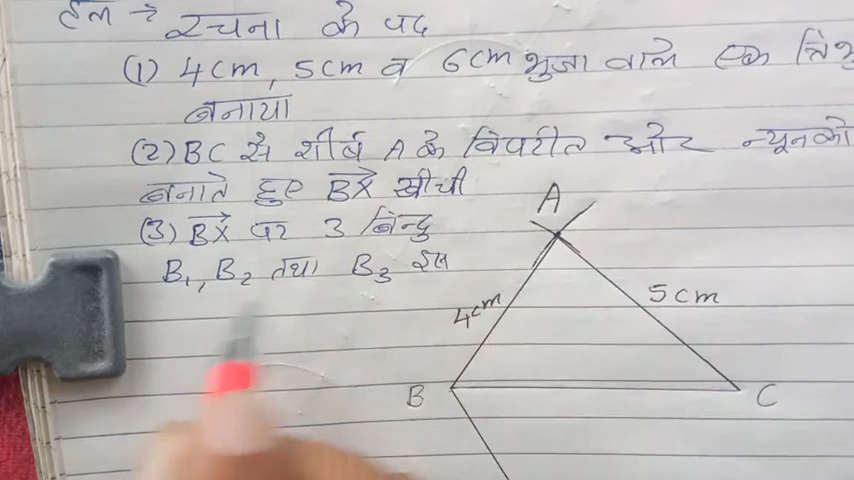 हल → रचना के पद
(1) 4cm, 5cm व 6cm भुजा वाले एक
बनाया
(2) BC से शीर्ष A के विपरीत ओर
बनाते हुए BX खींची
(3) BX पर 3 बिन्दु
B₁, B₂ तथा B₃ इस
A
4cm
5cm
B
C